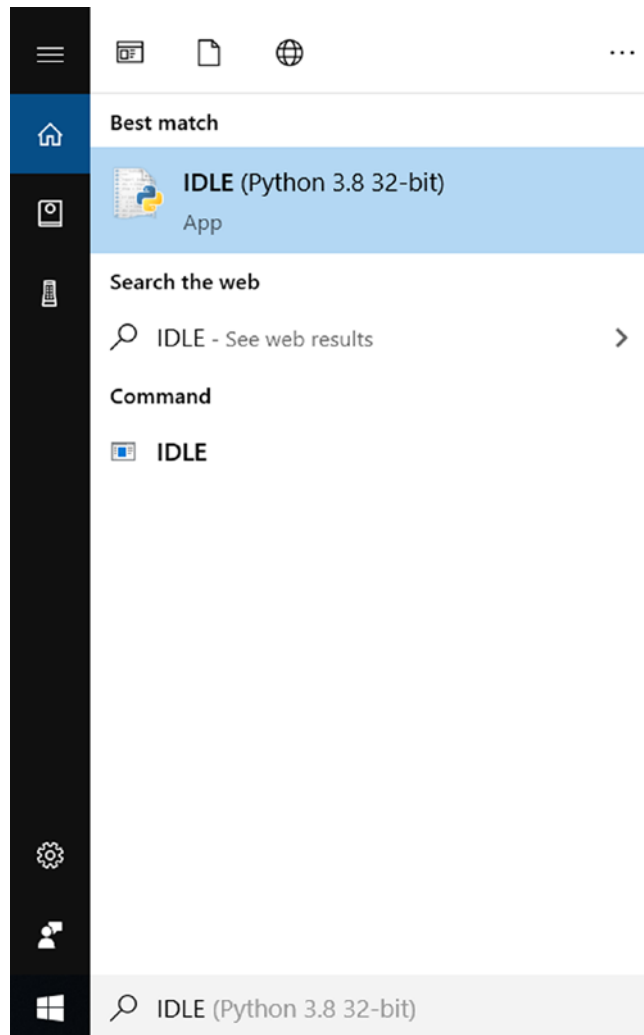 Best match
IDLE (Python 3.8 32-bit)
App
Search the web
IDLE - See web results
Command
IDLE
IDLE (Python 3.8 32-bit)